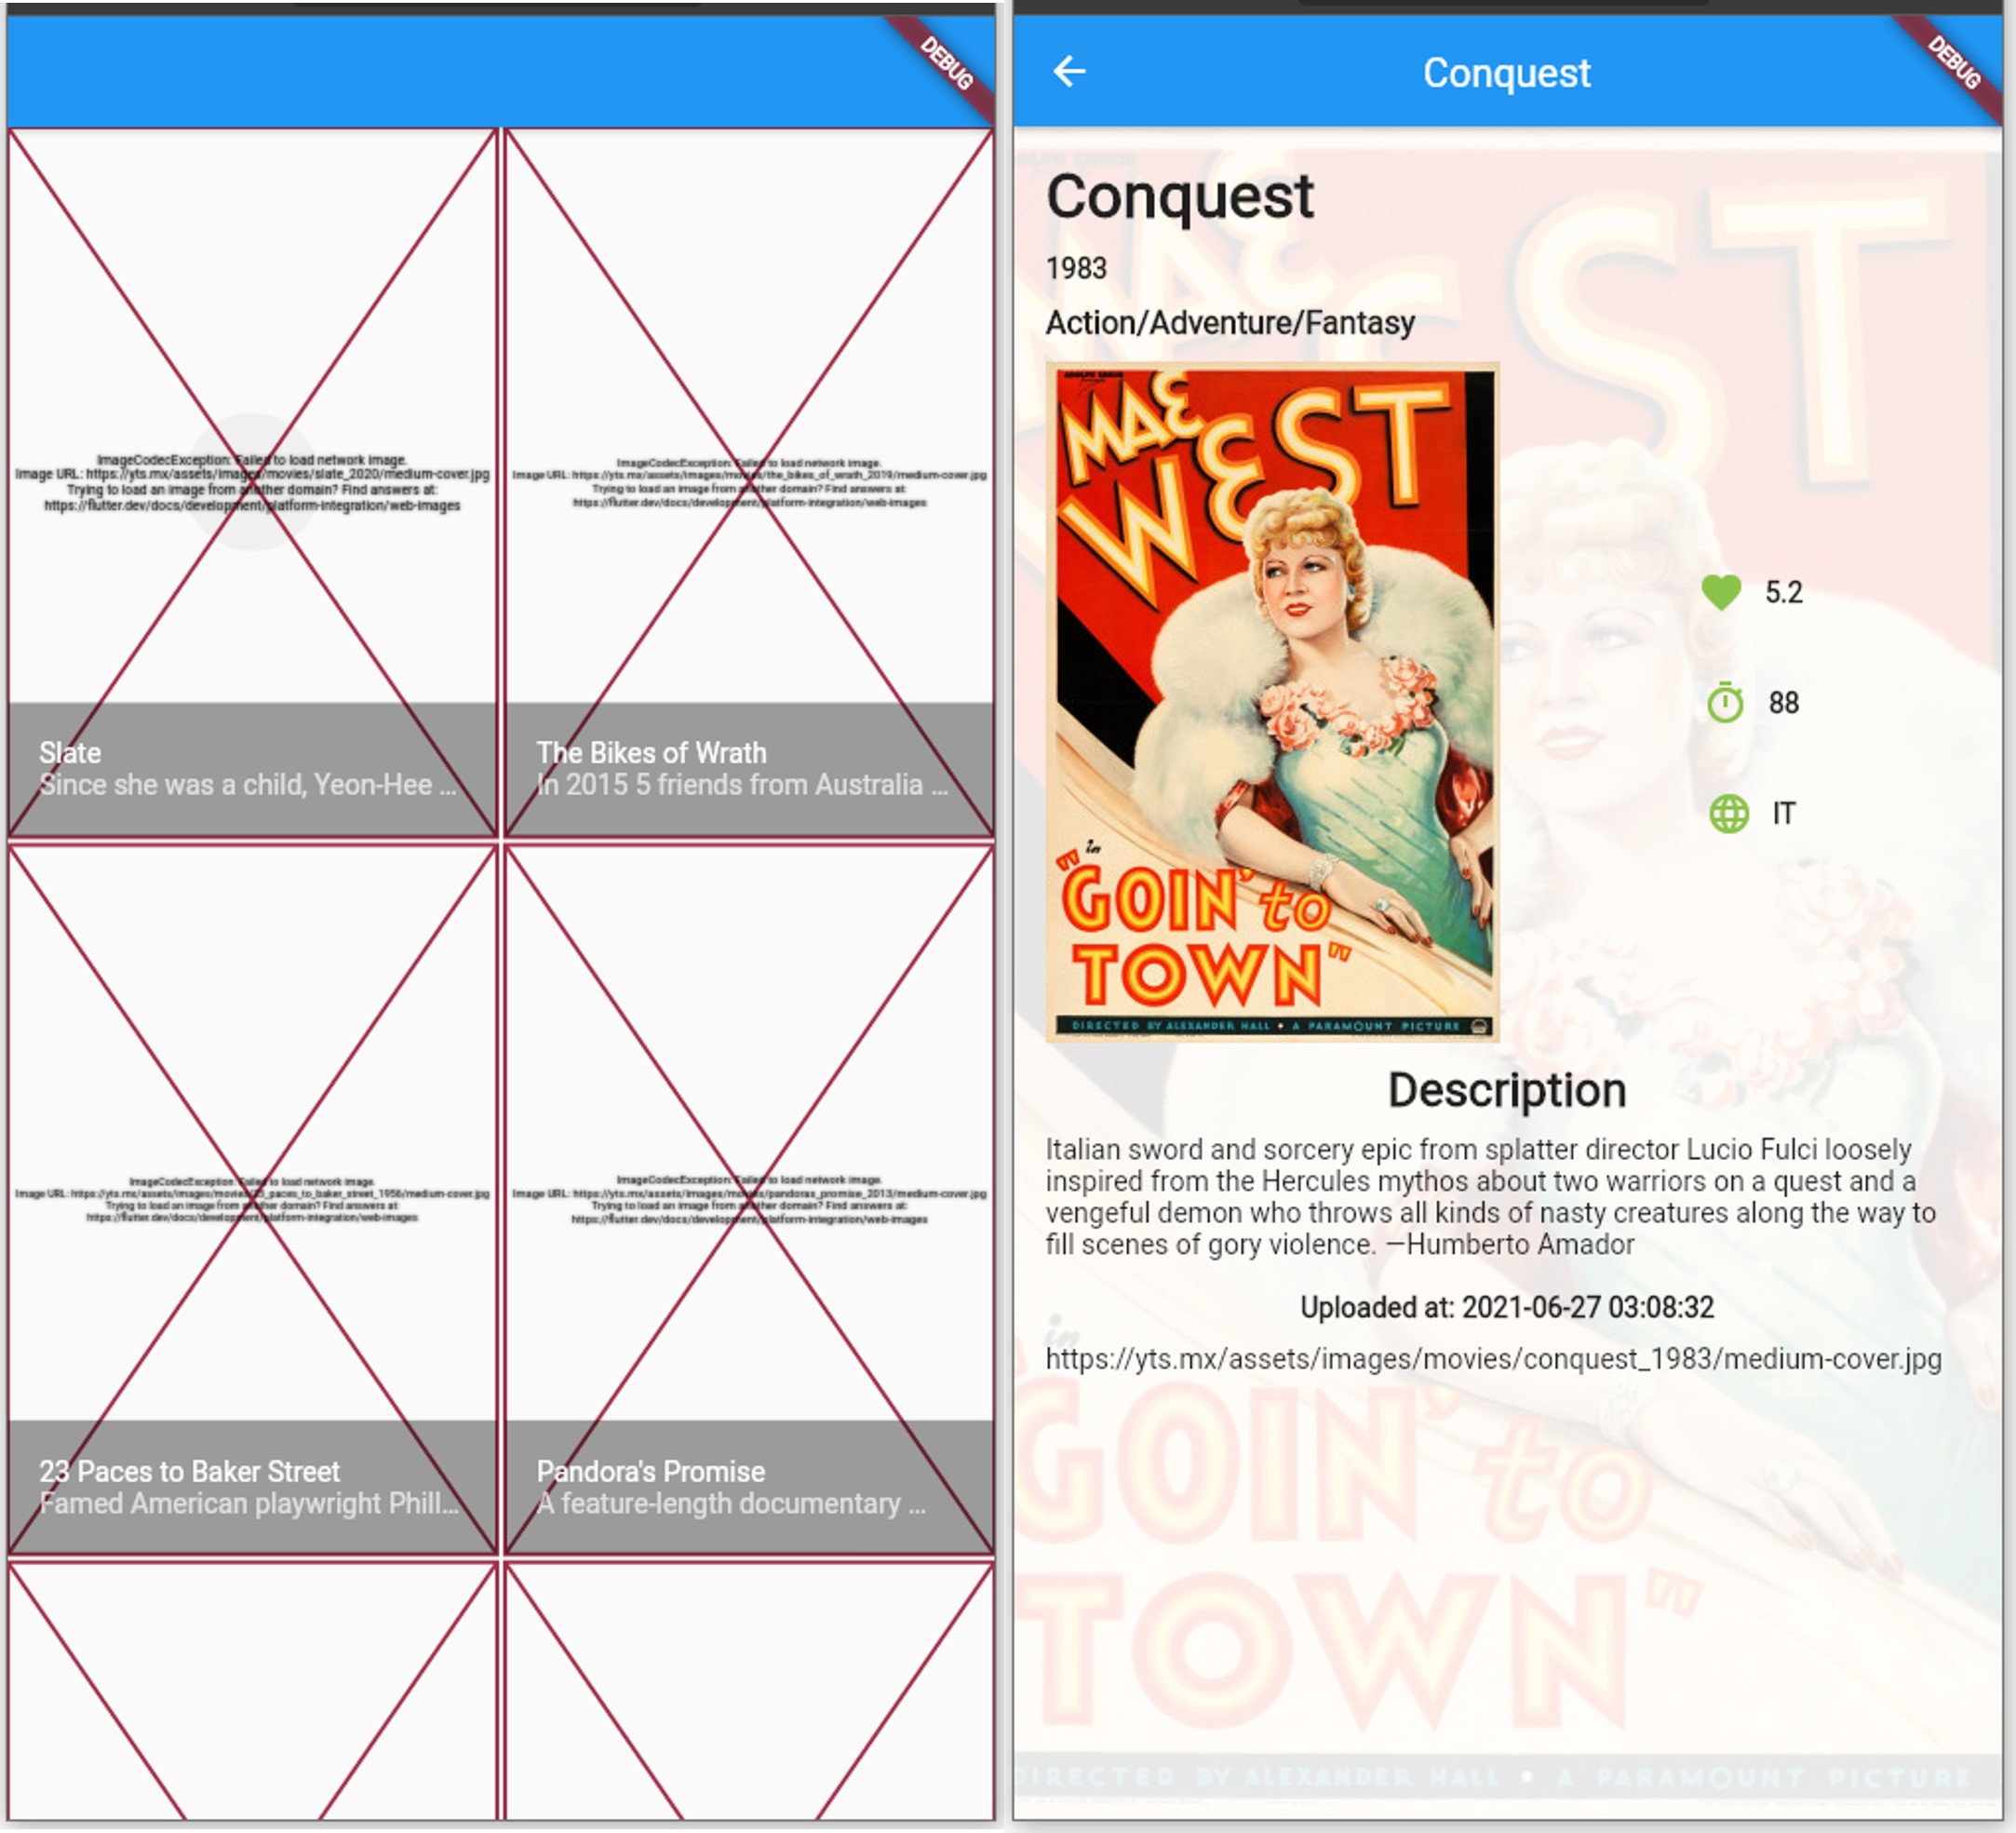 DEBUG
ImageCodecException: Failed to load network image.
Image URL: https://yts.mx/assets/images/movies/slate_2020/medium-cover.jpg
Trying to load an image from another domain? Find answers at:
https://flutter.dev/docs/development/platform-integration/web-images
Slate
Since she was a child, Yeon-Hee ...
ImageCodecException: Failed to load network image.
Image URL: https://yts.mx/assets/images/movies/the_bikes_of_wrath_2019/medium-cover.jpg
Trying to load an image from another domain? Find answers at:
https://flutter.dev/docs/development/platform-integration/web-images
The Bikes of Wrath
In 2015 5 friends from Australia ...
ImageCodecException: Failed to load network image.
Image URL: https://yts.mx/assets/images/movies/23_paces_to_baker_street_1956/medium-cover.jpg
Trying to load an image from another domain? Find answers at:
https://flutter.dev/docs/development/platform-integration/web-images
23 Paces to Baker Street
Famed American playwright Phill...
ImageCodecException: Failed to load network image.
Image URL: https://yts.mx/assets/images/movies/pandoras_promise_2013/medium-cover.jpg
Trying to load an image from another domain? Find answers at:
https://flutter.dev/docs/development/platform-integration/web-images
Pandora's Promise
A feature-length documentary ...
Conquest
DEBUG
Conquest
1983
Action/Adventure/Fantasy
MAE
WEST
in
"GOIN' to
TOWN"
DIRECTED BY ALEXANDER HALL • A PARAMOUNT PICTURE
5.2
88
IT
Description
Italian sword and sorcery epic from splatter director Lucio Fulci loosely
inspired from the Hercules mythos about two warriors on a quest and a
vengeful demon who throws all kinds of nasty creatures along the way to
fill scenes of gory violence. —Humberto Amador
Uploaded at: 2021-06-27 03:08:32
https://yts.mx/assets/images/movies/conquest_1983/medium-cover.jpg
in
"GOIN' to
TOWN"
DIRECTED BY ALEXANDER HALL • A PARAMOUNT PICTURE